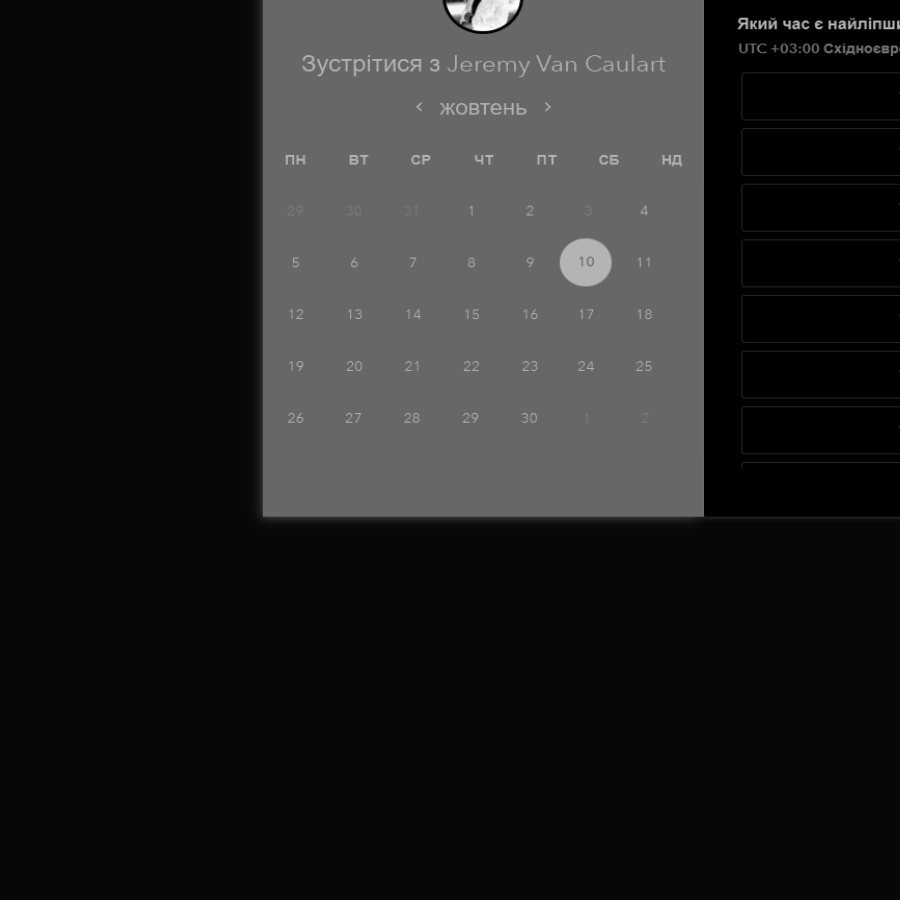 Зустрітися з Jeremy Van Caulart
жовтень
ПН ВТ СР ЧТ ПТ СБ НД
29 30 31 1 2 3 4
5 6 7 8 9 10 11
12 13 14 15 16 17 18
19 20 21 22 23 24 25
26 27 28 29 30 1 2
Який час є найліпши
UTC +03:00 Східноєвро